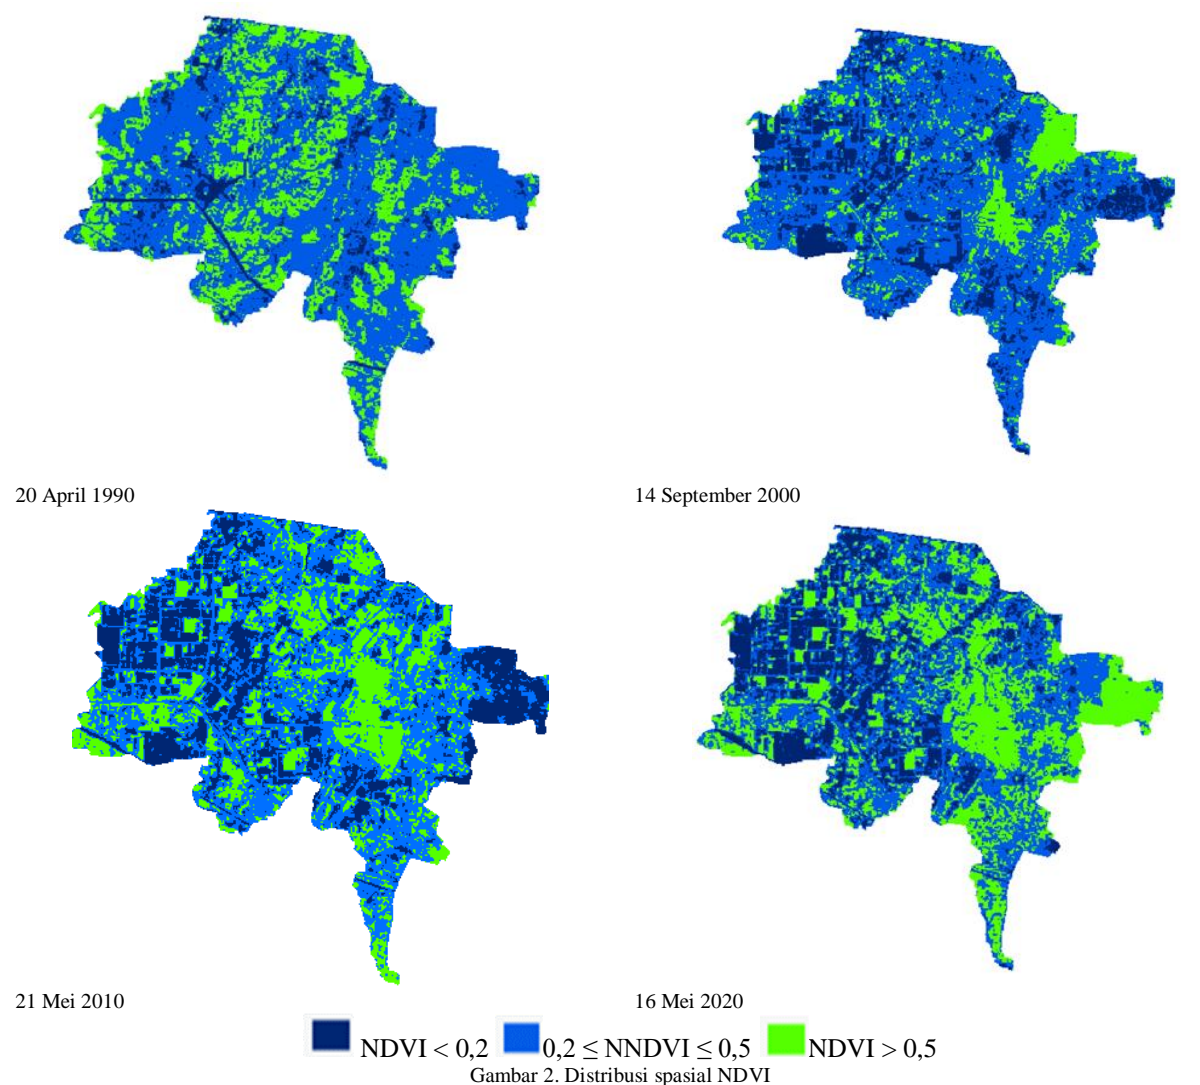 20 April 1990
14 September 2000
21 Mei 2010
16 Mei 2020
NDVI < 0,2 0,2 ≤ NNDVI ≤ 0,5 NDVI > 0,5
Gambar 2. Distribusi spasial NDVI